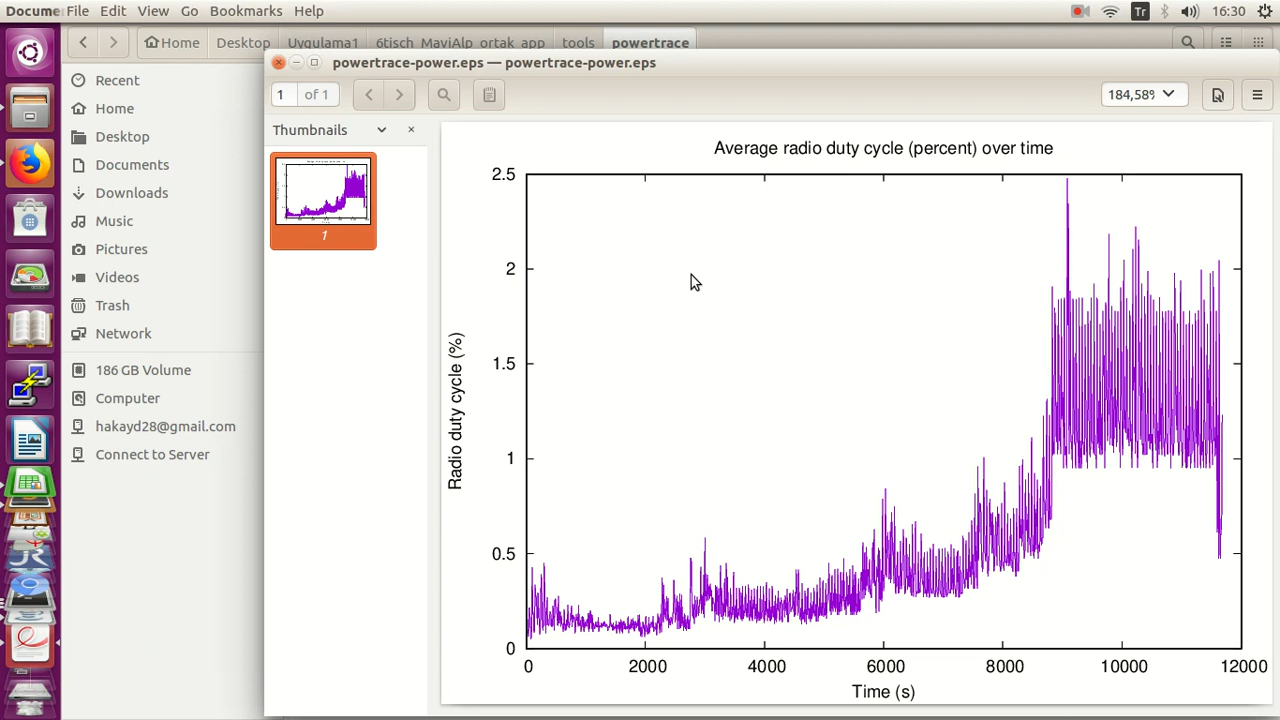 Docume File Edit View Go Bookmarks Help Tr 16:30
Home Desktop Uygulama1 6tisch_MaviAlp_ortak_app tools powertrace
powertrace-power.eps — powertrace-power.eps
1 of 1 184,58%
Thumbnails
1
Recent
Home
Desktop
Documents
Downloads
Music
Pictures
Videos
Trash
Network
186 GB Volume
Computer
hakayd28@gmail.com
Connect to Server
Average radio duty cycle (percent) over time
2.5
2
1.5
1
0.5
0
Radio duty cycle (%)
0 2000 4000 6000 8000 10000 12000
Time (s)